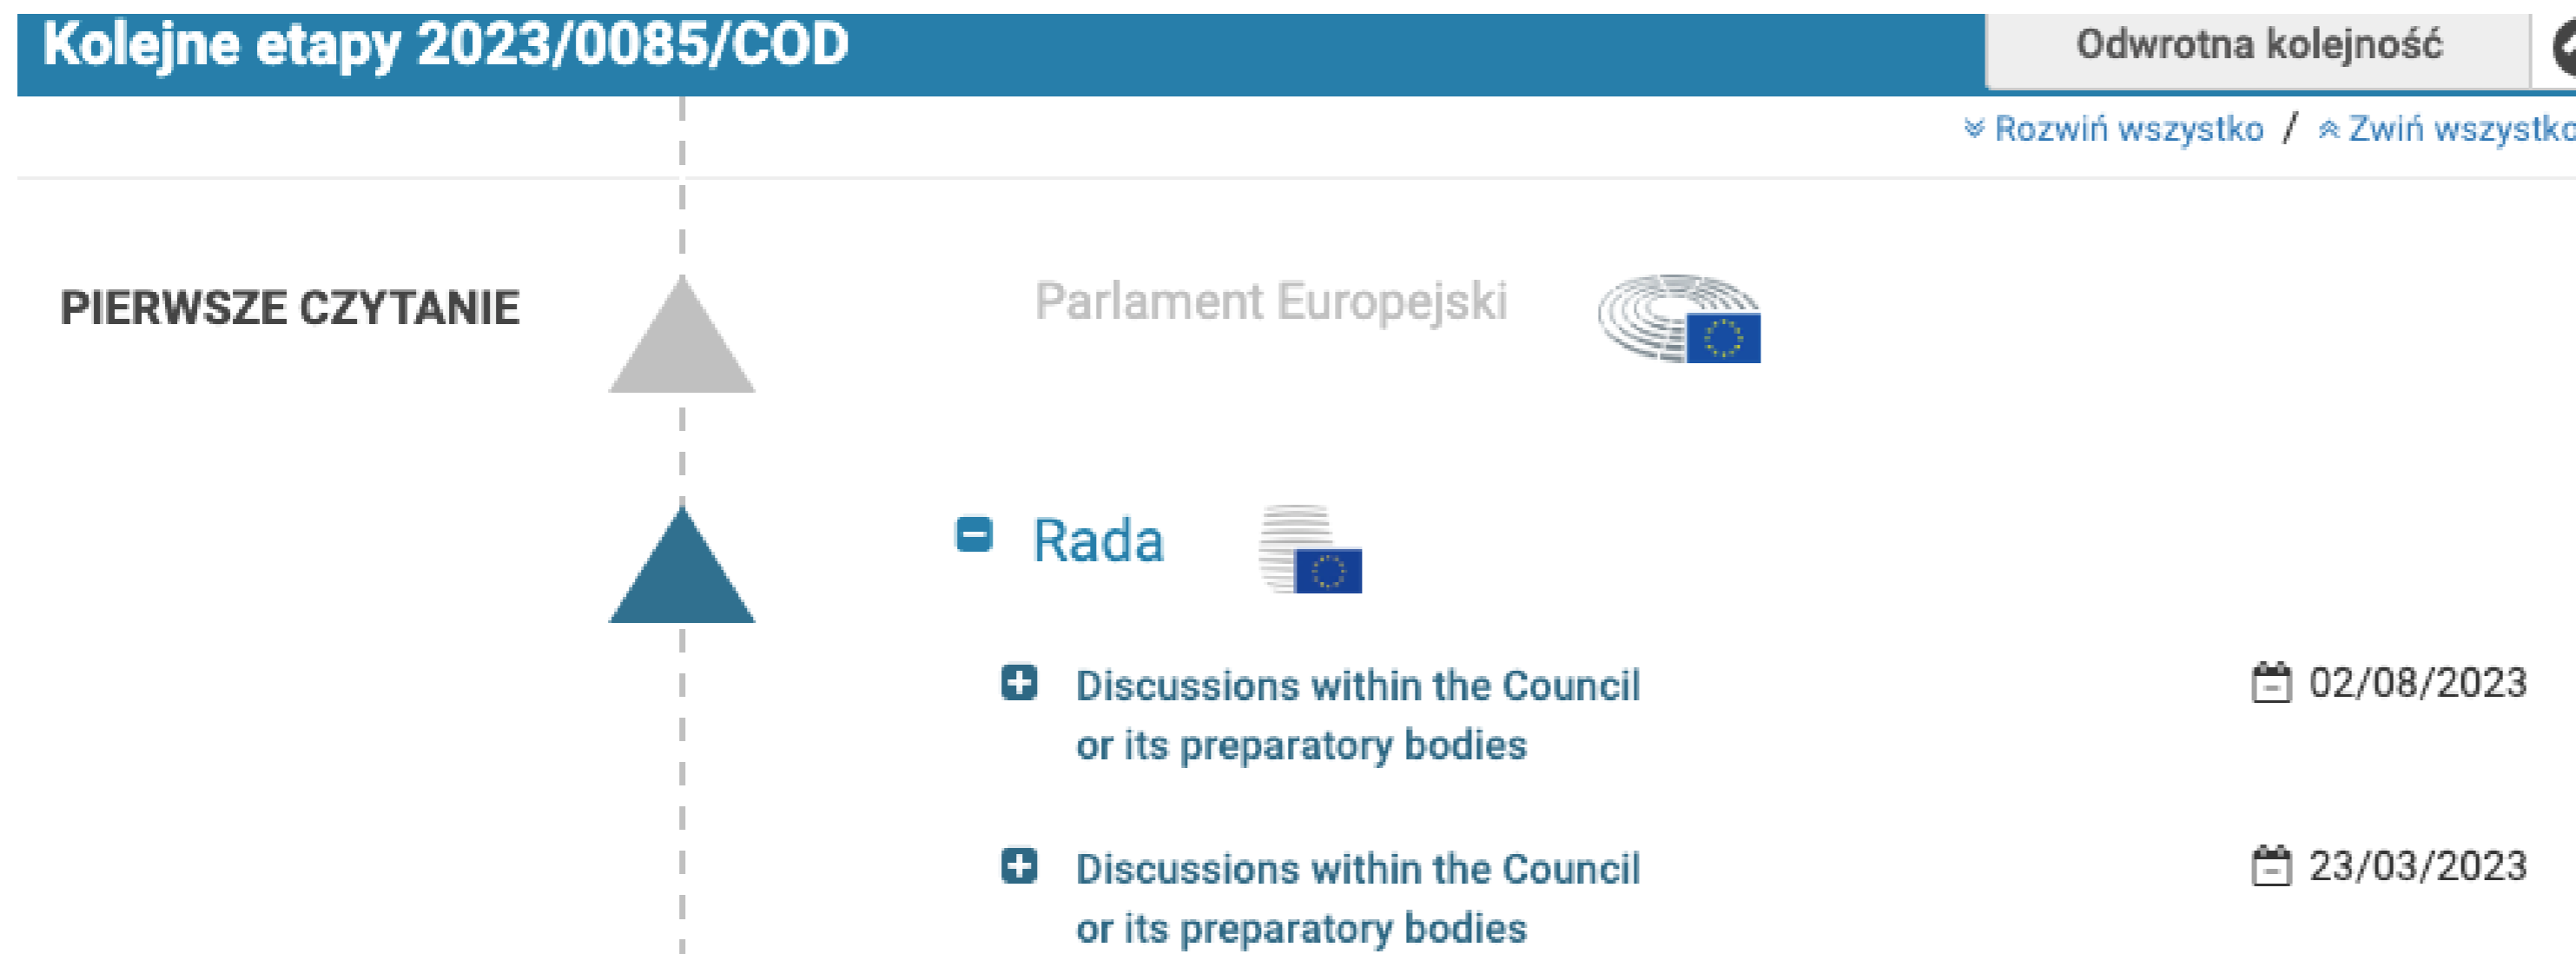 Kolejne etapy 2023/0085/COD
Odwrotna kolejność
Rozwiń wszystko / Zwiń wszystko
PIERWSZE CZYTANIE
Parlament Europejski
Rada
Discussions within the Council 02/08/2023
or its preparatory bodies
Discussions within the Council 23/03/2023
or its preparatory bodies